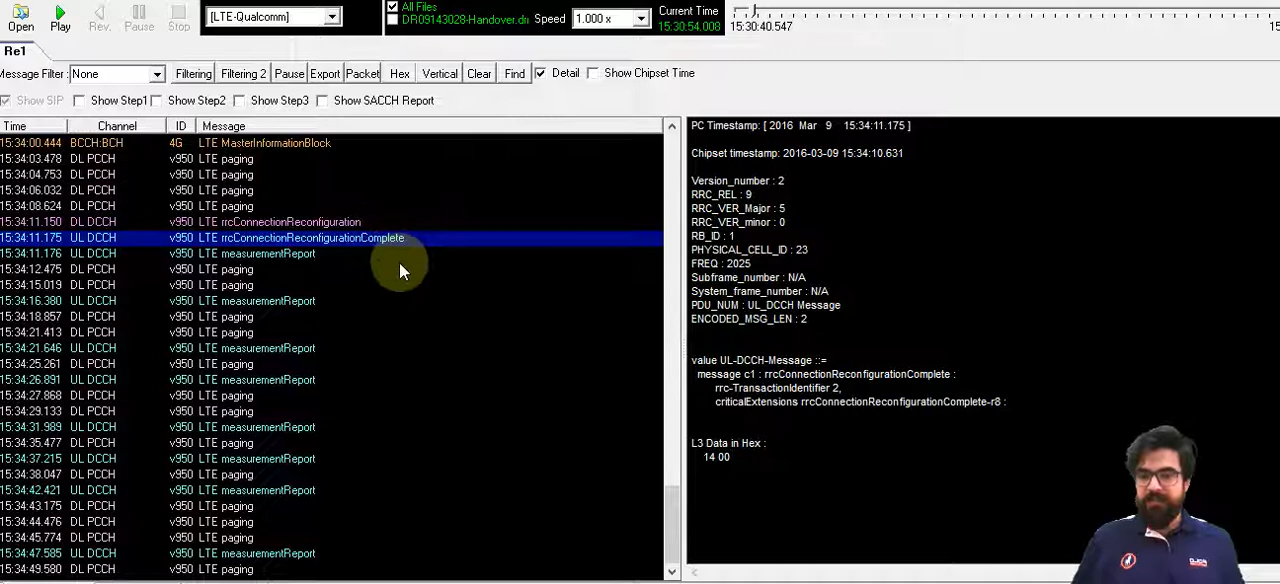 [LTE-Qualcomm]
All Files
DR09143028-Handover.drn
Speed
1.000 x
Current Time
15:30:54.008
15:30:40.547
15
Open
Play
Rev.
Pause
Stop
Re1
Message Filter: None
Filtering
Filtering 2
Pause
Export
Packet
Hex
Vertical
Clear
Find
Detail
Show Chipset Time
Show SIP
Show Step1
Show Step2
Show Step3
Show SACCH Report
Time Channel ID Message
15:34:00.444 BCCH:BCH 4G LTE MasterInformationBlock
15:34:03.478 DL PCCH v950 LTE paging
15:34:04.753 DL PCCH v950 LTE paging
15:34:06.032 DL PCCH v950 LTE paging
15:34:08.624 DL PCCH v950 LTE paging
15:34:11.150 DL DCCH v950 LTE rrcConnectionReconfiguration
15:34:11.175 UL DCCH v950 LTE rrcConnectionReconfigurationComplete
15:34:11.176 UL DCCH v950 LTE measurementReport
15:34:12.475 DL PCCH v950 LTE paging
15:34:15.019 DL PCCH v950 LTE paging
15:34:16.380 UL DCCH v950 LTE measurementReport
15:34:18.857 DL PCCH v950 LTE paging
15:34:21.413 DL PCCH v950 LTE paging
15:34:21.646 UL DCCH v950 LTE measurementReport
15:34:25.261 DL PCCH v950 LTE paging
15:34:26.891 UL DCCH v950 LTE measurementReport
15:34:27.868 DL PCCH v950 LTE paging
15:34:29.133 DL PCCH v950 LTE paging
15:34:31.989 UL DCCH v950 LTE measurementReport
15:34:35.477 DL PCCH v950 LTE paging
15:34:37.215 UL DCCH v950 LTE measurementReport
15:34:38.047 DL PCCH v950 LTE paging
15:34:42.421 UL DCCH v950 LTE measurementReport
15:34:43.175 DL PCCH v950 LTE paging
15:34:44.476 DL PCCH v950 LTE paging
15:34:45.774 DL PCCH v950 LTE paging
15:34:47.585 UL DCCH v950 LTE measurementReport
15:34:49.580 DL PCCH v950 LTE paging
PC Timestamp: [ 2016 Mar 9 15:34:11.175 ]
Chipset timestamp: 2016-03-09 15:34:10.631
Version_number : 2
RRC_REL : 9
RRC_VER_Major : 5
RRC_VER_minor : 0
RB_ID : 1
PHYSICAL_CELL_ID : 23
FREQ : 2025
Subframe_number : N/A
System_frame_number : N/A
PDU_NUM : UL_DCCH Message
ENCODED_MSG_LEN : 2
value UL-DCCH-Message ::=
message c1 : rrcConnectionReconfigurationComplete :
rrc-TransactionIdentifier 2,
criticalExtensions rrcConnectionReconfigurationComplete-r8 :
L3 Data in Hex :
14 00